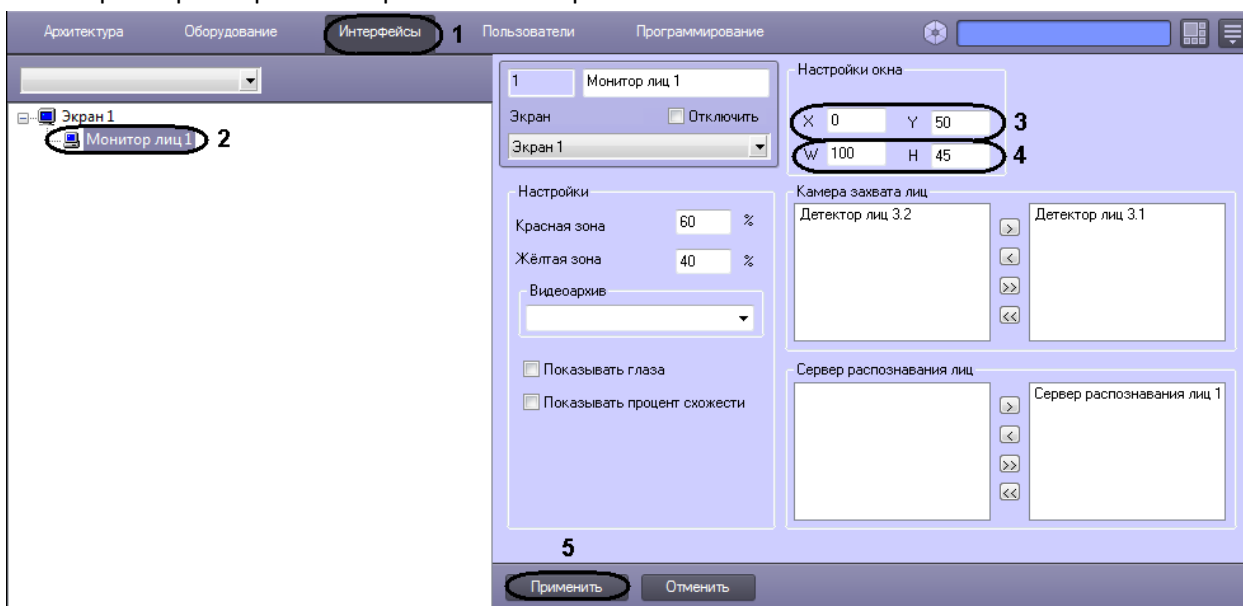 Архитектура Оборудование Интерфейсы 1 Пользователи Программирование
Экран 1
Монитор лиц 1 2
1 Монитор лиц 1
Экран Отключить
Экран 1
Настройки окна
X 0 Y 50 3
W 100 H 45 4
Настройки
Красная зона 60 %
Жёлтая зона 40 %
Видеоархив
Показывать глаза
Показывать процент схожести
Камера захвата лиц
Детектор лиц 3.2 > Детектор лиц 3.1
<
>>
<<
Сервер распознавания лиц
> Сервер распознавания лиц 1
<
>>
<<
5
Применить Отменить